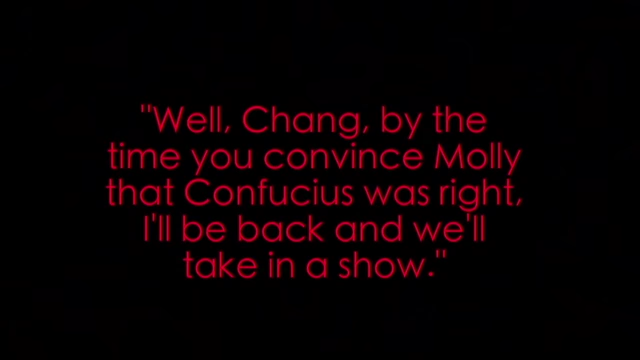 "Well, Chang, by the
time you convince Molly
that Confucius was right,
I'll be back and we'll
take in a show."